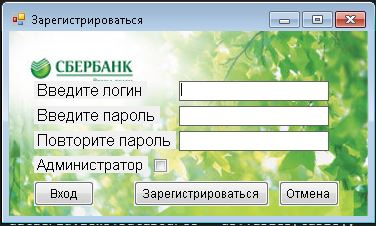 Зарегистрироваться
СБЕРБАНК
Введите логин
Введите пароль
Повторите пароль
Администратор
Вход Зарегистрироваться Отмена